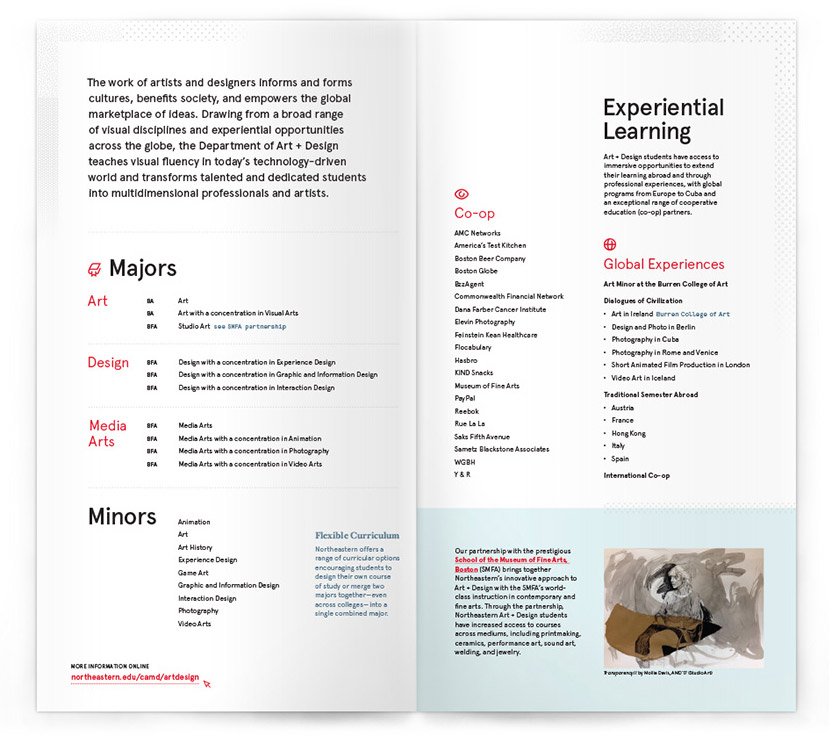 The work of artists and designers informs and forms
cultures, benefits society, and empowers the global
marketplace of ideas. Drawing from a broad range
of visual disciplines and experiential opportunities
across the globe, the Department of Art + Design
teaches visual fluency in today's technology-driven
world and transforms talented and dedicated students
into multidimensional professionals and artists.
Majors
Art
BA Art
BA Art with a concentration in Visual Arts
BFA Studio Art see SMFA partnership
Design
BFA Design with a concentration in Experience Design
BFA Design with a concentration in Graphic and Information Design
BFA Design with a concentration in Interaction Design
Media
Arts
BFA Media Arts
BFA Media Arts with a concentration in Animation
BFA Media Arts with a concentration in Photography
BFA Media Arts with a concentration in Video Arts
Minors
Animation
Art
Art History
Experience Design
Game Art
Graphic and Information Design
Interaction Design
Photography
Video Arts
Flexible Curriculum
Northeastern offers a
range of curricular options
encouraging students to
design their own course
of study or merge two
majors together—even
across colleges—into a
single combined major.
MORE INFORMATION ONLINE
northeastern.edu/camd/artdesign
Co-op
AMC Networks
America's Test Kitchen
Boston Beer Company
Boston Globe
BzzAgent
Commonwealth Financial Network
Dana Farber Cancer Institute
Elevin Photography
Feinstein Kean Healthcare
Flocabulary
Hasbro
KIND Snacks
Museum of Fine Arts
PayPal
Reebok
Rue La La
Saks Fifth Avenue
Sametz Blackstone Associates
WGBH
Y & R
Experiential
Learning
Art + Design students have access to
immersive opportunities to extend
their learning abroad and through
professional experiences, with global
programs from Europe to Cuba and
an exceptional range of cooperative
education (co-op) partners.
Global Experiences
Art Minor at the Burren College of Art
Dialogues of Civilization
• Art in Ireland Burren College of Art
• Design and Photo in Berlin
• Photography in Cuba
• Photography in Rome and Venice
• Short Animated Film Production in London
• Video Art in Iceland
Traditional Semester Abroad
• Austria
• France
• Hong Kong
• Italy
• Spain
International Co-op
Our partnership with the prestigious
School of the Museum of Fine Arts,
Boston (SMFA) brings together
Northeastern's innovative approach to
Art + Design with the SMFA's world-
class instruction in contemporary and
fine arts. Through the partnership,
Northeastern Art + Design students
have increased access to courses
across mediums, including printmaking,
ceramics, performance art, sound art,
welding, and jewelry.
by Mollie Davis,